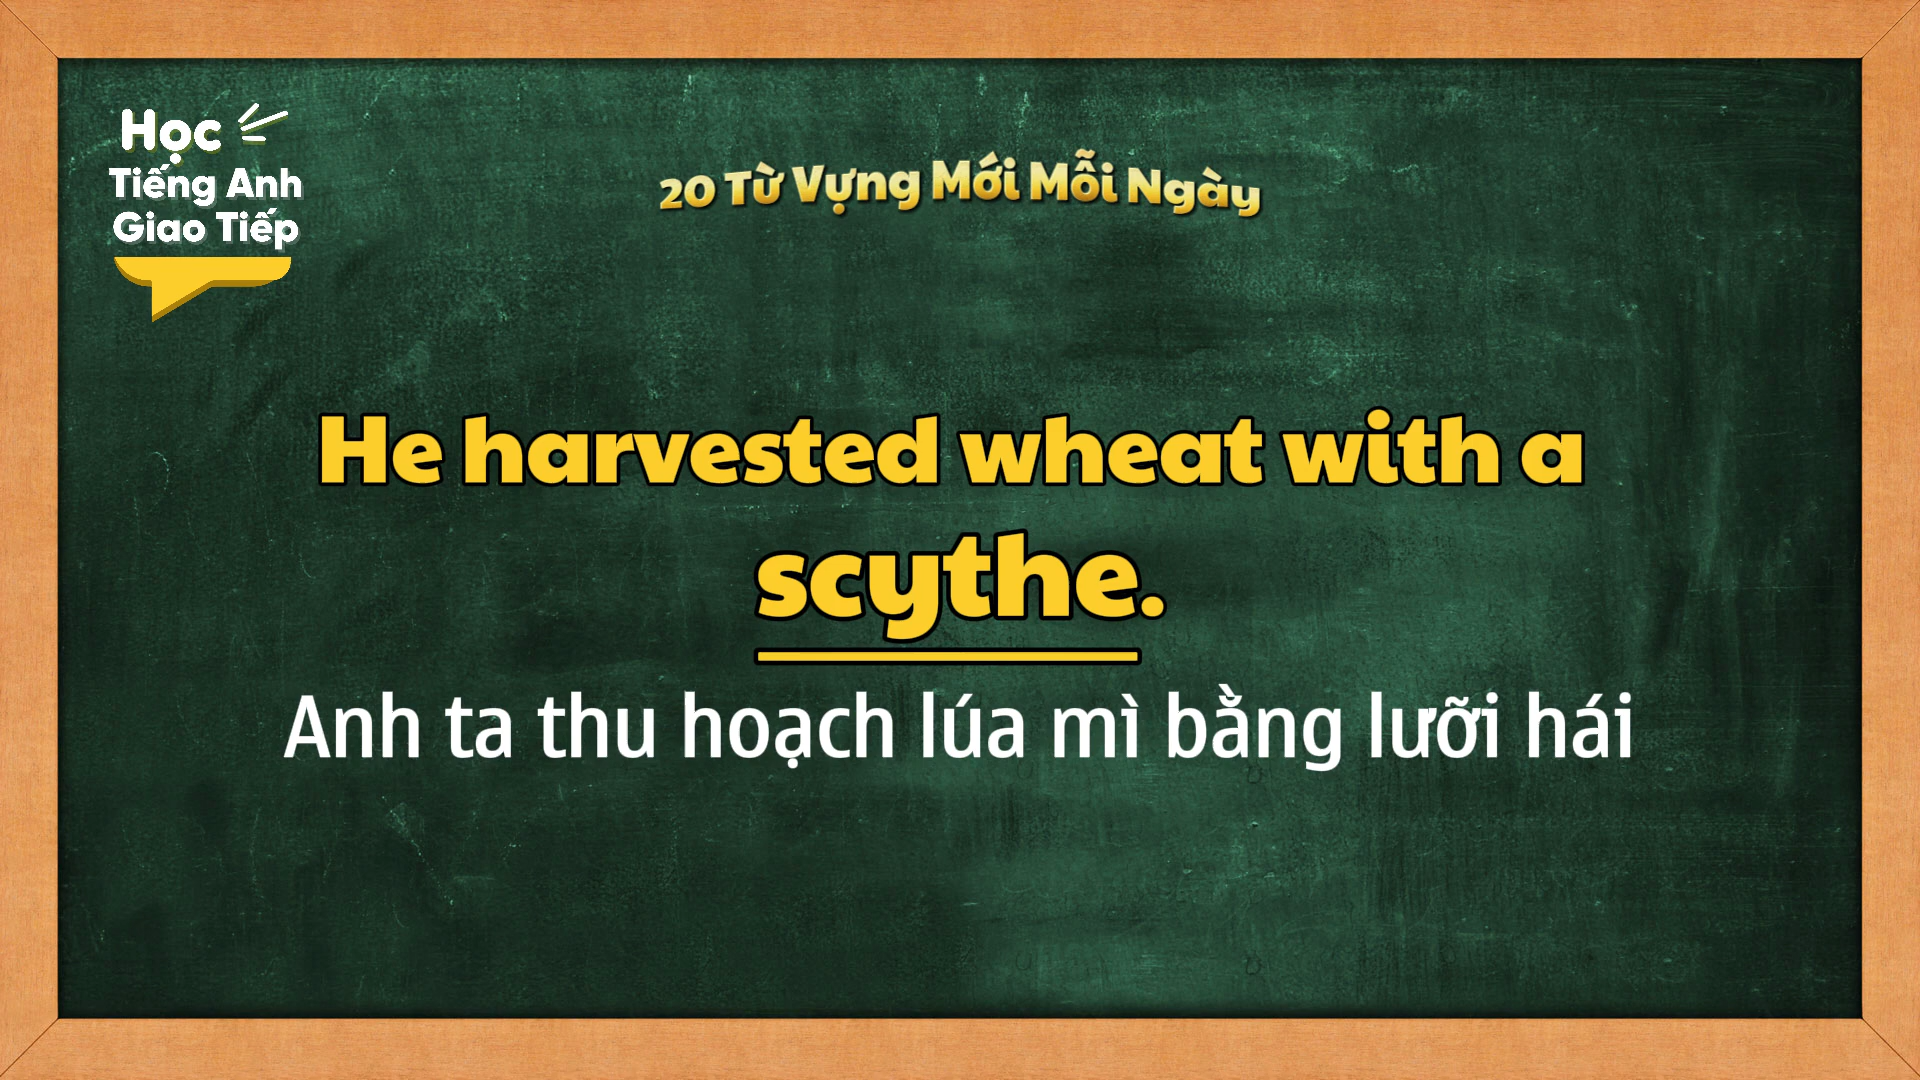 Học
Tiếng Anh
Giao Tiếp
20 Từ Vựng Mới Mỗi Ngày
He harvested wheat with a
scythe.
Anh ta thu hoạch lúa mì bằng lưỡi hái